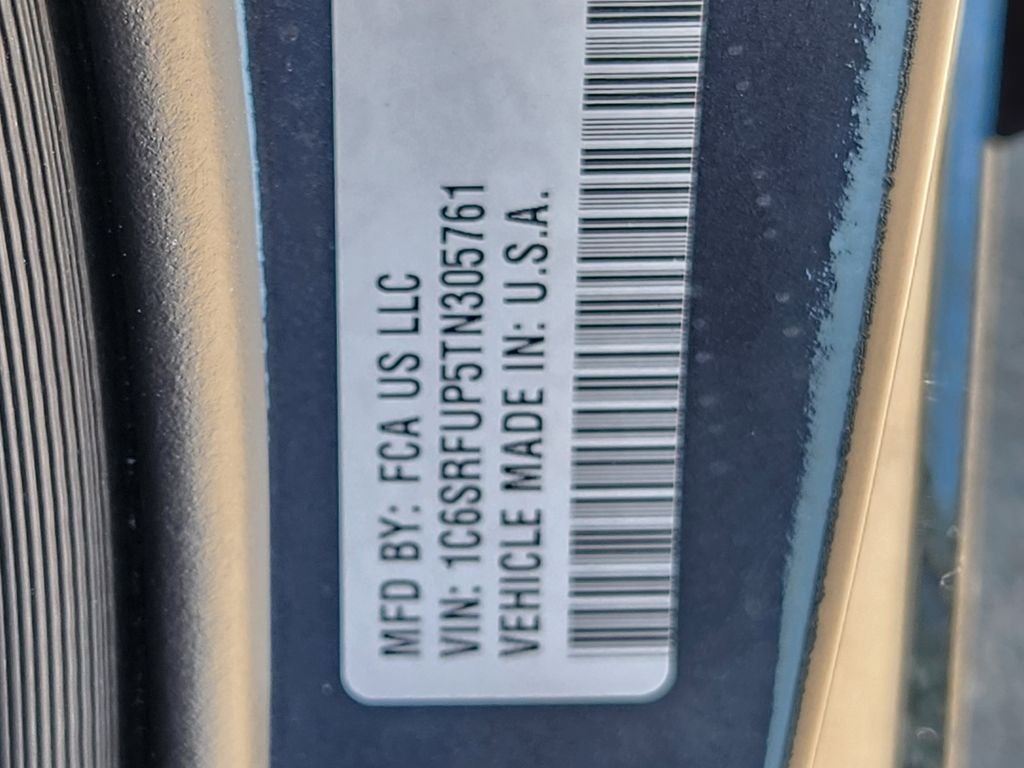 MFD BY: FCA US LLC
VIN: 1C6SRFUP5TN305761
VEHICLE MADE IN: U.S.A.